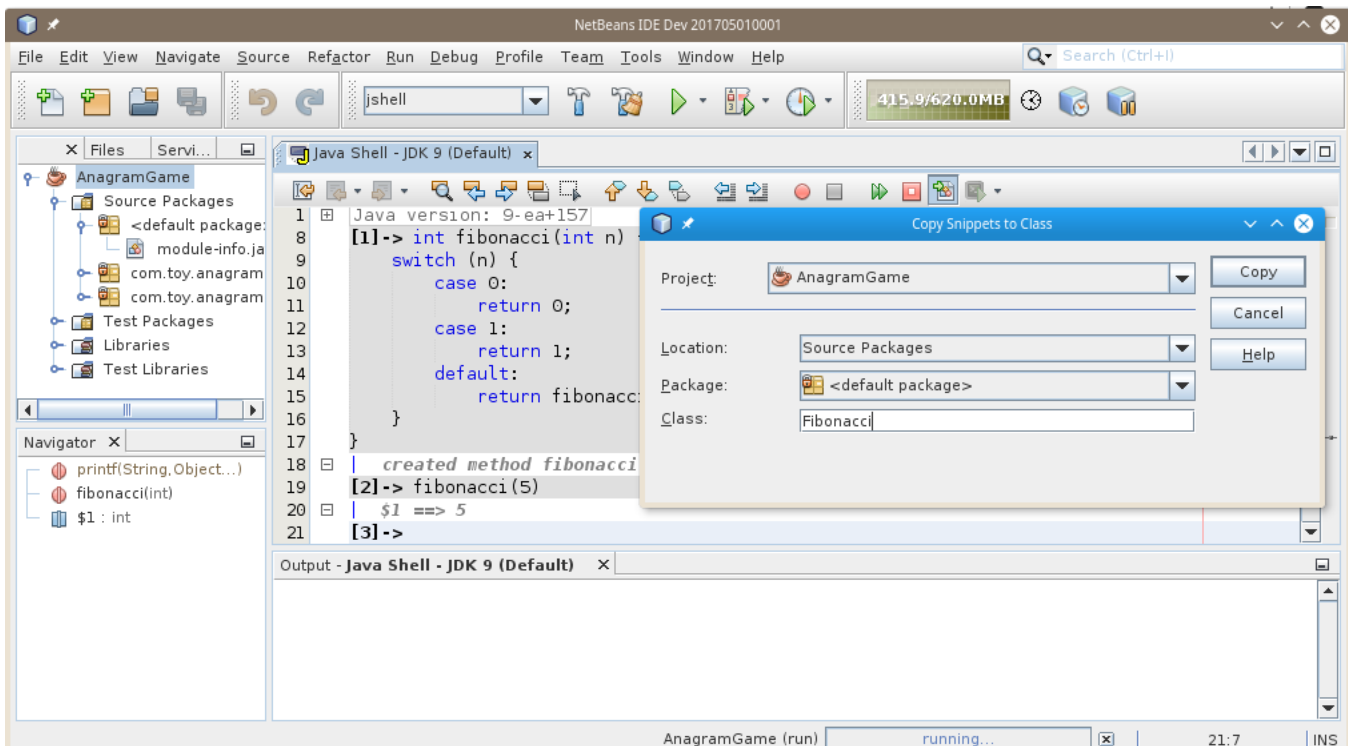 NetBeans IDE Dev 201705010001
File Edit View Navigate Source Refactor Run Debug Profile Team Tools Window Help
Search (Ctrl+I)
jshell
415.9/620.0MB
Files Servi...
AnagramGame
Source Packages
<default package:
module-info.ja
com.toy.anagram
com.toy.anagram
Test Packages
Libraries
Test Libraries
Navigator
printf(String,Object...)
fibonacci(int)
$1 : int
Java Shell - JDK 9 (Default)
1 Java version: 9-ea+157
8 [1]-> int fibonacci(int n)
9 switch (n) {
10 case 0:
11 return 0;
12 case 1:
13 return 1;
14 default:
15 return fibonacc
16 }
17 }
18 | created method fibonacci
19 [2]-> fibonacci(5)
20 | $1 ==> 5
21 [3]->
Copy Snippets to Class
Project: AnagramGame
Location: Source Packages
Package: <default package>
Class: Fibonacci
Copy
Cancel
Help
Output - Java Shell - JDK 9 (Default)
AnagramGame (run) running... 21:7 INS